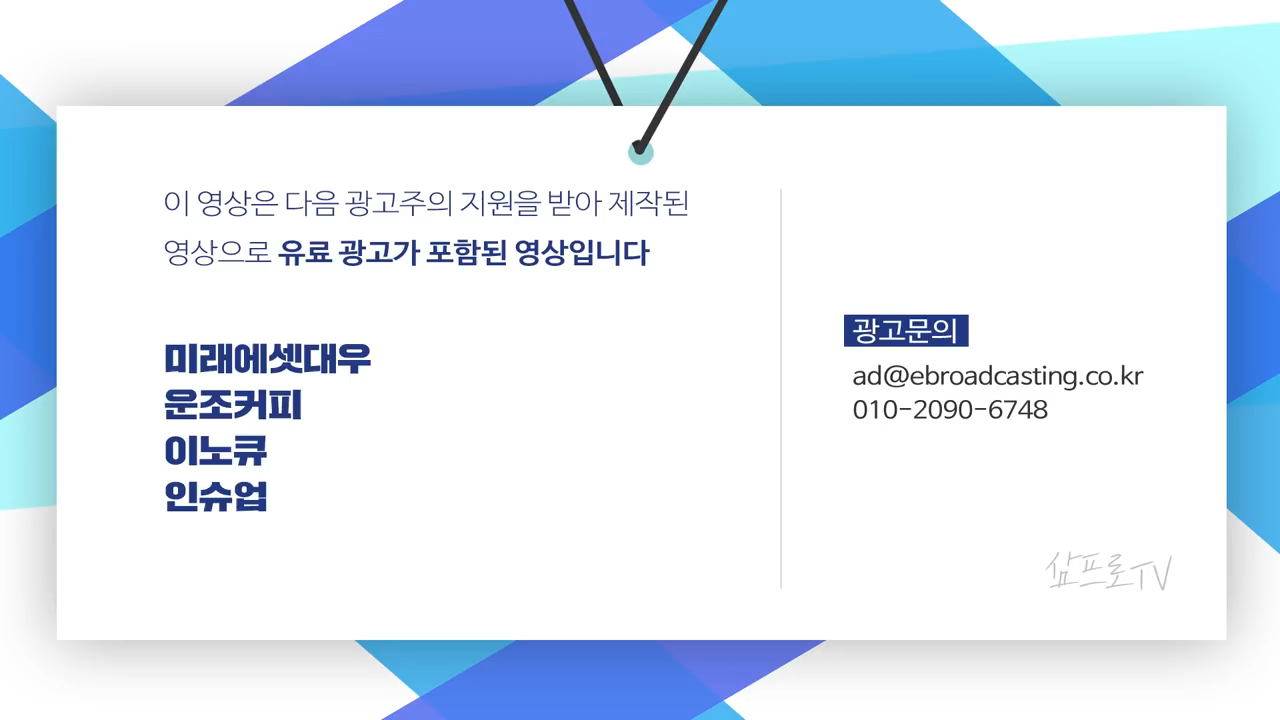 이 영상은 다음 광고주의 지원을 받아 제작된
영상으로 유료 광고가 포함된 영상입니다
미래에셋대우
운조커피
이노큐
인슈업
광고문의
ad@ebroadcasting.co.kr
010-2090-6748
삼프로TV